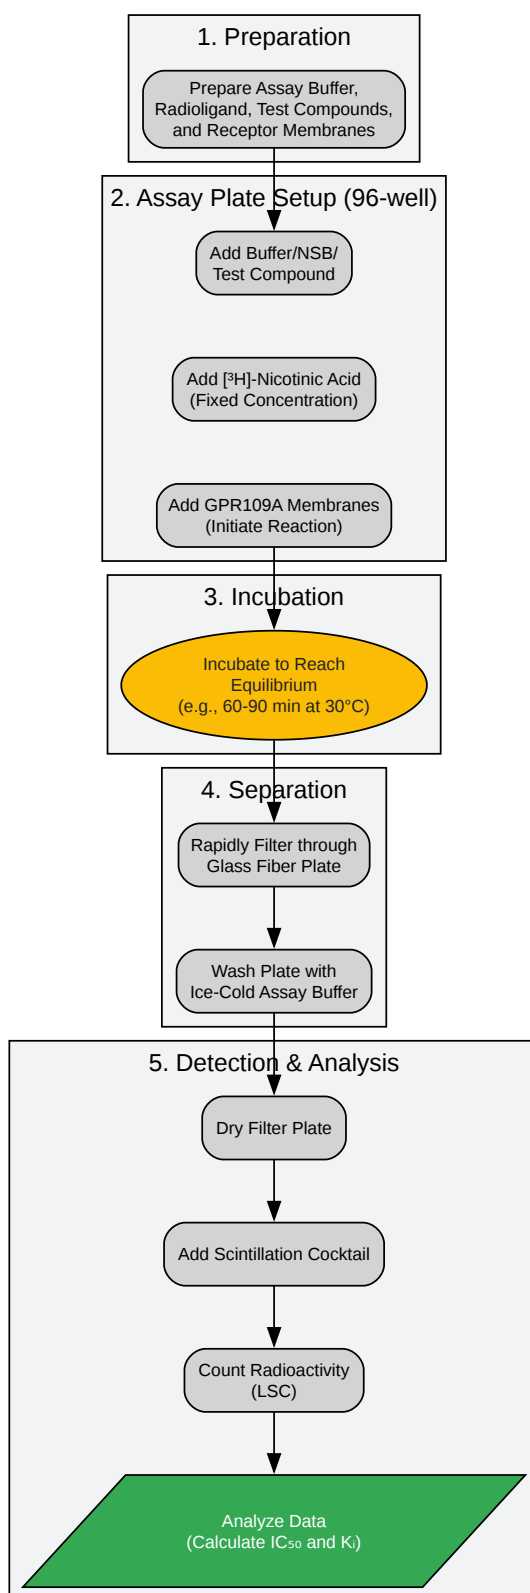 1. Preparation
Prepare Assay Buffer,
Radioligand, Test Compounds,
and Receptor Membranes
2. Assay Plate Setup (96-well)
Add Buffer/NSB/
Test Compound
Add [³H]-Nicotinic Acid
(Fixed Concentration)
Add GPR109A Membranes
(Initiate Reaction)
3. Incubation
Incubate to Reach
Equilibrium
(e.g., 60-90 min at 30°C)
4. Separation
Rapidly Filter through
Glass Fiber Plate
Wash Plate with
Ice-Cold Assay Buffer
5. Detection & Analysis
Dry Filter Plate
Add Scintillation Cocktail
Count Radioactivity
(LSC)
Analyze Data
(Calculate IC₅₀ and Kᵢ)